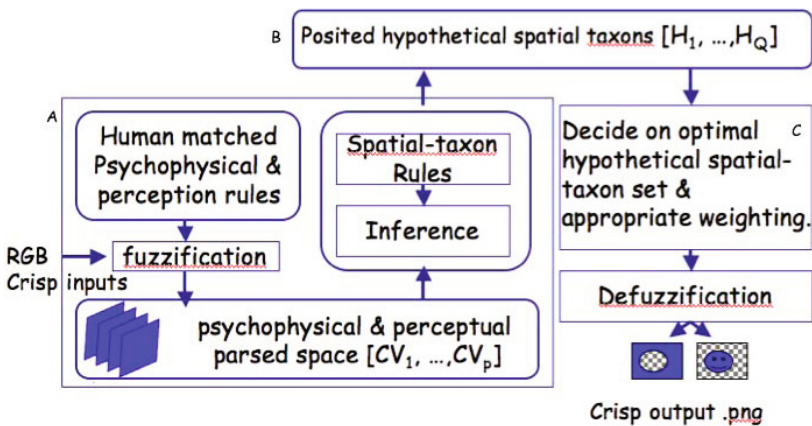 B Posited hypothetical spatial taxons [H1, ...,HQ]
A
Human matched
Psychophysical &
perception rules
RGB
Crisp inputs
fuzzification
psychophysical & perceptual
parsed space [CV1, ...,CVp]
Spatial-taxon
Rules
Inference
C
Decide on optimal
hypothetical spatial-
taxon set &
appropriate weighting.
Defuzzification
Crisp output .png